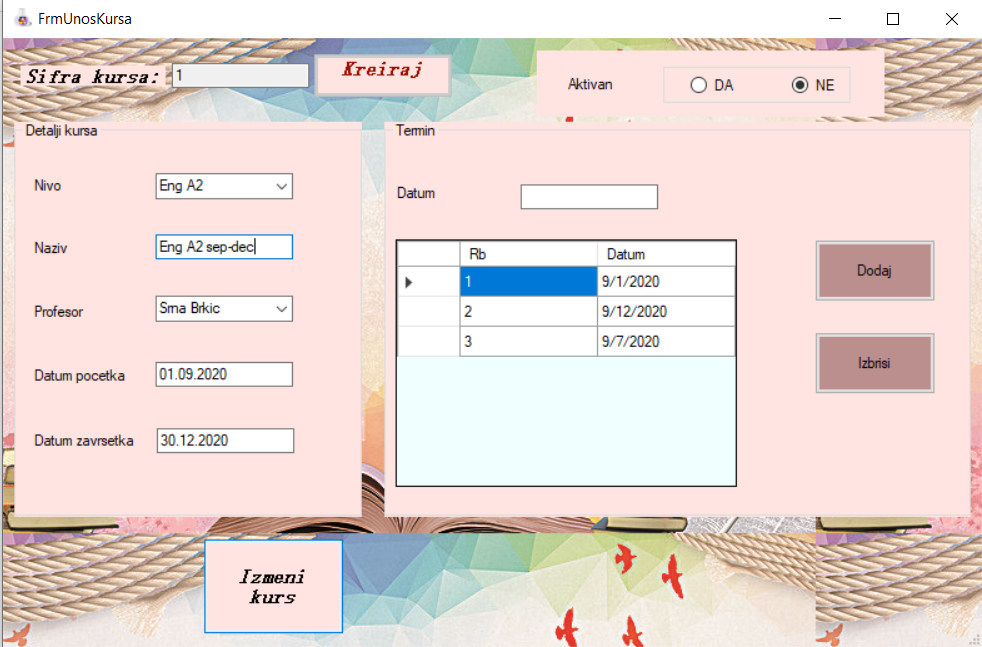 FrmUnosKursa
Sifra kursa: 1
Kreiraj
Aktivan DA NE
Detalji kursa
Nivo Eng A2
Naziv Eng A2 sep-dec
Profesor Srna Brkic
Datum pocetka 01.09.2020
Datum zavrsetka 30.12.2020
Termin
Datum
Rb Datum
1 9/1/2020
2 9/12/2020
3 9/7/2020
Dodaj
Izbrisi
Izmeni
kurs